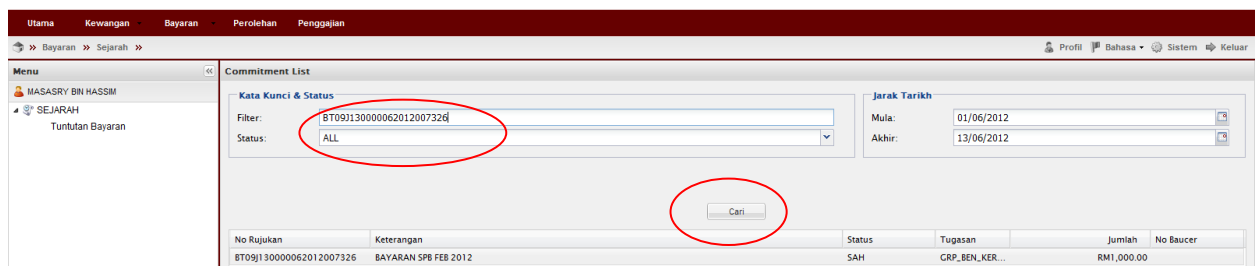 Utama Kewangan Bayaran Perolehan Penggajian
» Bayaran » Sejarah » Profil Bahasa Sistem Keluar
Menu « Commitment List
MASASRY BIN HASSIM
SEJARAH
Tuntutan Bayaran
Kata Kunci & Status Jarak Tarikh
Filter: BT09J130000062012007326 Mula: 01/06/2012
Status: ALL Akhir: 13/06/2012
Cari
No Rujukan Keterangan Status Tugasan Jumlah No Baucer
BT09J130000062012007326 BAYARAN SPB FEB 2012 SAH GRP_BEN_KER... RM1,000.00